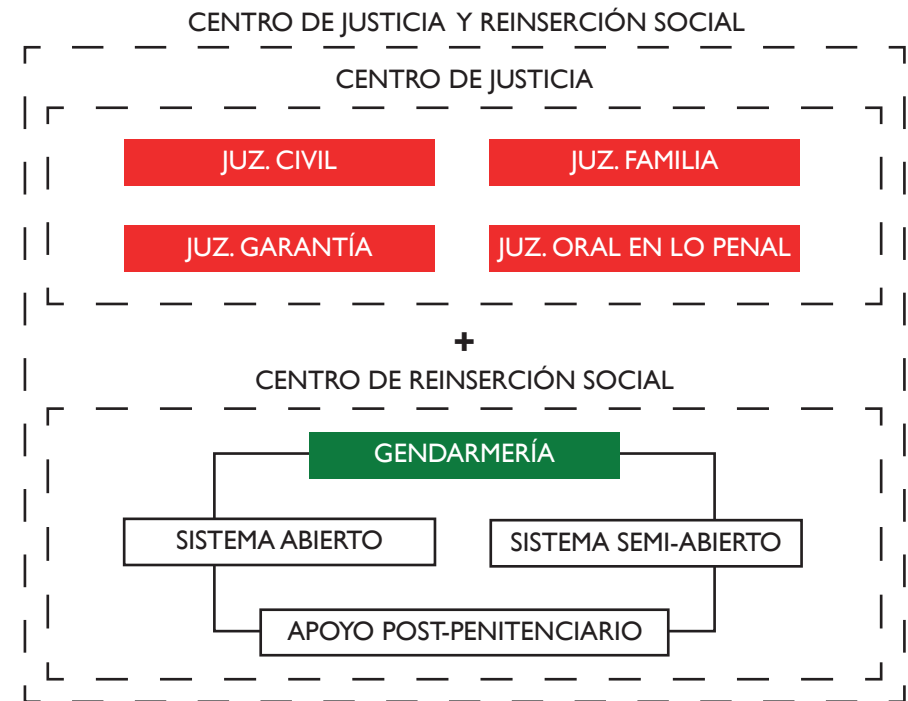 CENTRO DE JUSTICIA Y REINSERCIÓN SOCIAL
CENTRO DE JUSTICIA
JUZ. CIVIL
JUZ. FAMILIA
JUZ. GARANTÍA
JUZ. ORAL EN LO PENAL
+
CENTRO DE REINSERCIÓN SOCIAL
GENDARMERÍA
SISTEMA ABIERTO
SISTEMA SEMI-ABIERTO
APOYO POST-PENITENCIARIO